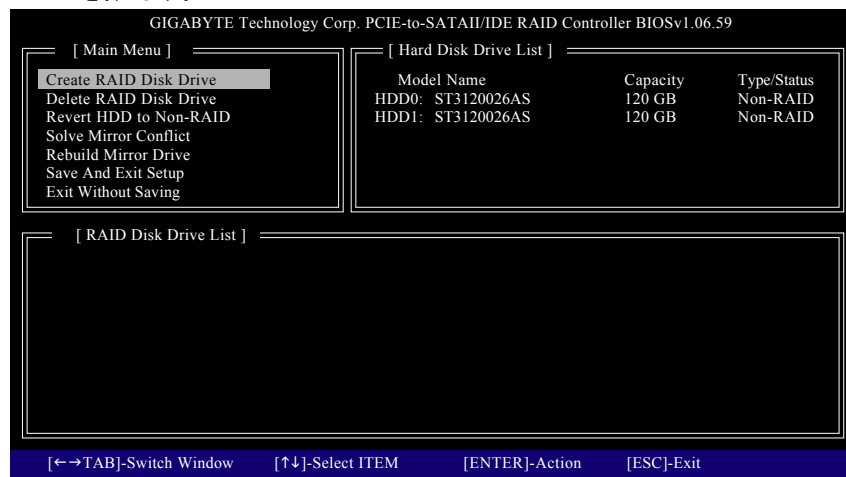 GIGABYTE Technology Corp. PCIE-to-SATAII/IDE RAID Controller BIOSv1.06.59
[ Main Menu ]
Create RAID Disk Drive
Delete RAID Disk Drive
Revert HDD to Non-RAID
Solve Mirror Conflict
Rebuild Mirror Drive
Save And Exit Setup
Exit Without Saving
[ Hard Disk Drive List ]
Model Name Capacity Type/Status
HDD0: ST3120026AS 120 GB Non-RAID
HDD1: ST3120026AS 120 GB Non-RAID
[ RAID Disk Drive List ]
[←→TAB]-Switch Window [↑↓]-Select ITEM [ENTER]-Action [ESC]-Exit